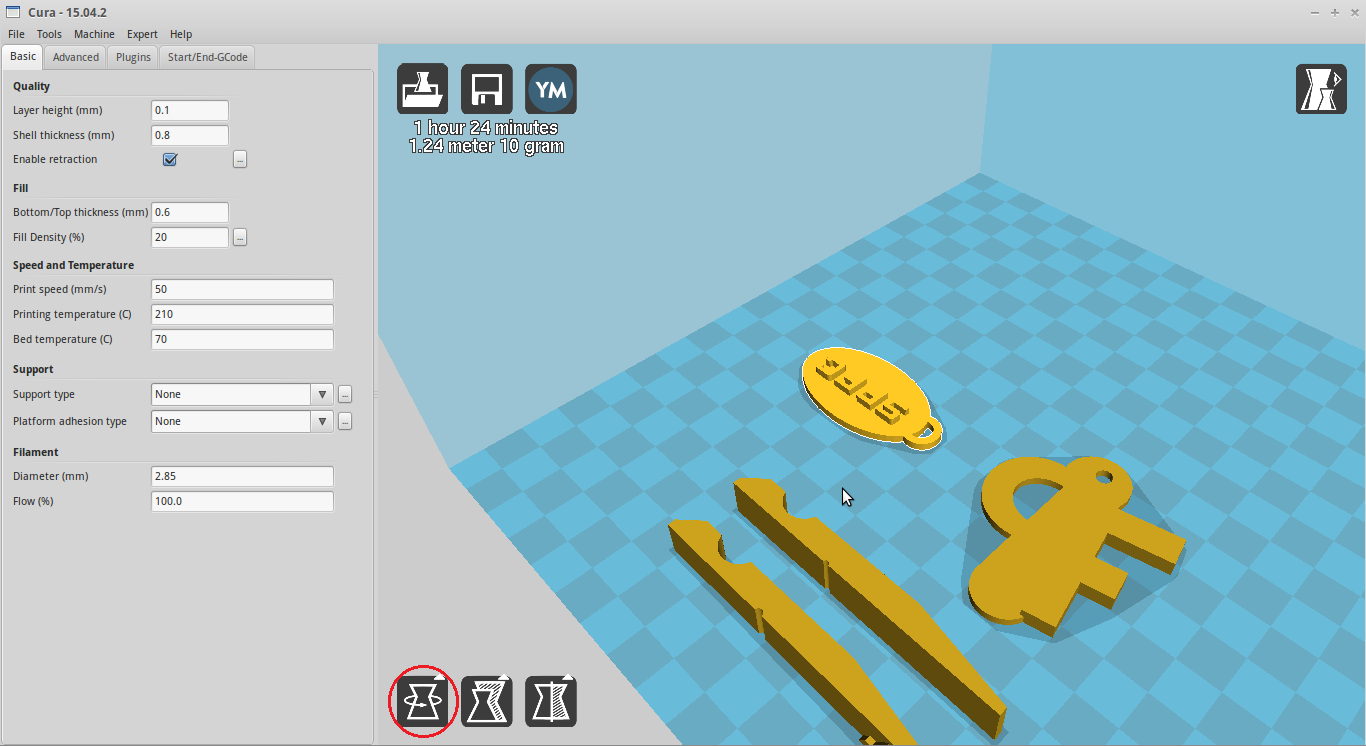 Cura - 15.04.2
File Tools Machine Expert Help
Basic Advanced Plugins Start/End-GCode
Quality
Layer height (mm) 0.1
Shell thickness (mm) 0.8
Enable retraction ...
Fill
Bottom/Top thickness (mm) 0.6
Fill Density (%) 20 ...
Speed and Temperature
Print speed (mm/s) 50
Printing temperature (C) 210
Bed temperature (C) 70
Support
Support type None ...
Platform adhesion type None ...
Filament
Diameter (mm) 2.85
Flow (%) 100.0
YM
1 hour 24 minutes
1.24 meter 10 gram